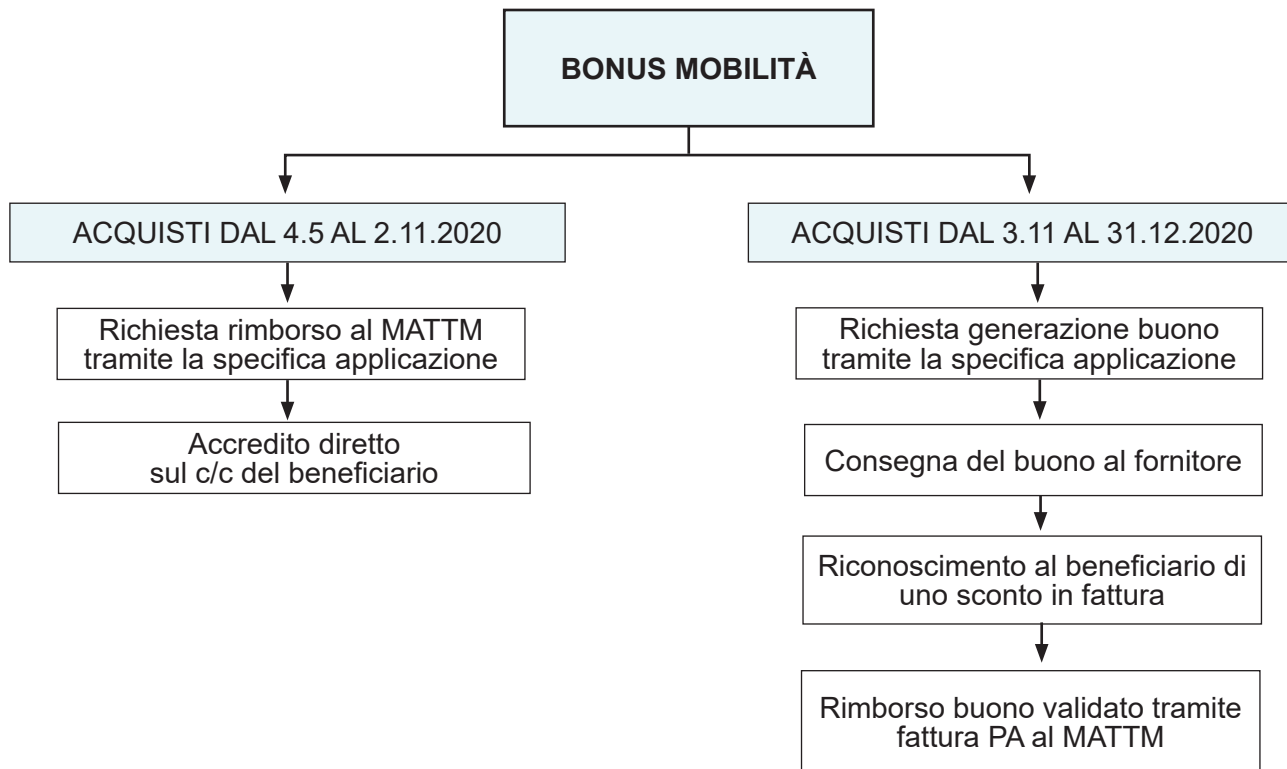 BONUS MOBILITÀ
ACQUISTI DAL 4.5 AL 2.11.2020
Richiesta rimborso al MATTM
tramite la specifica applicazione
Accredito diretto
sul c/c del beneficiario
ACQUISTI DAL 3.11 AL 31.12.2020
Richiesta generazione buono
tramite la specifica applicazione
Consegna del buono al fornitore
Riconoscimento al beneficiario di
uno sconto in fattura
Rimborso buono validato tramite
fattura PA al MATTM